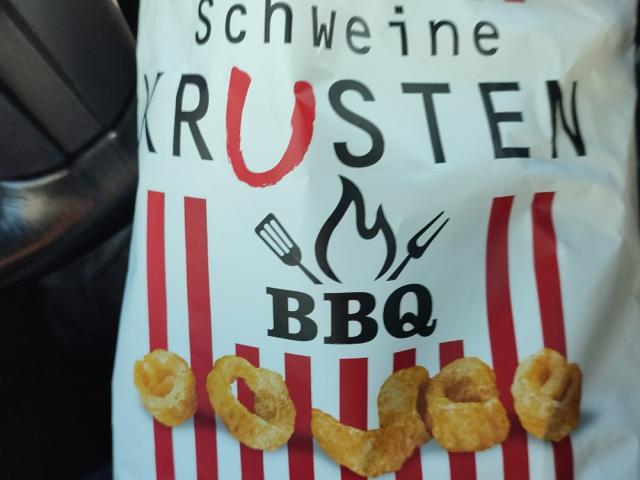 Schweine
KRUSTEN
BBQ